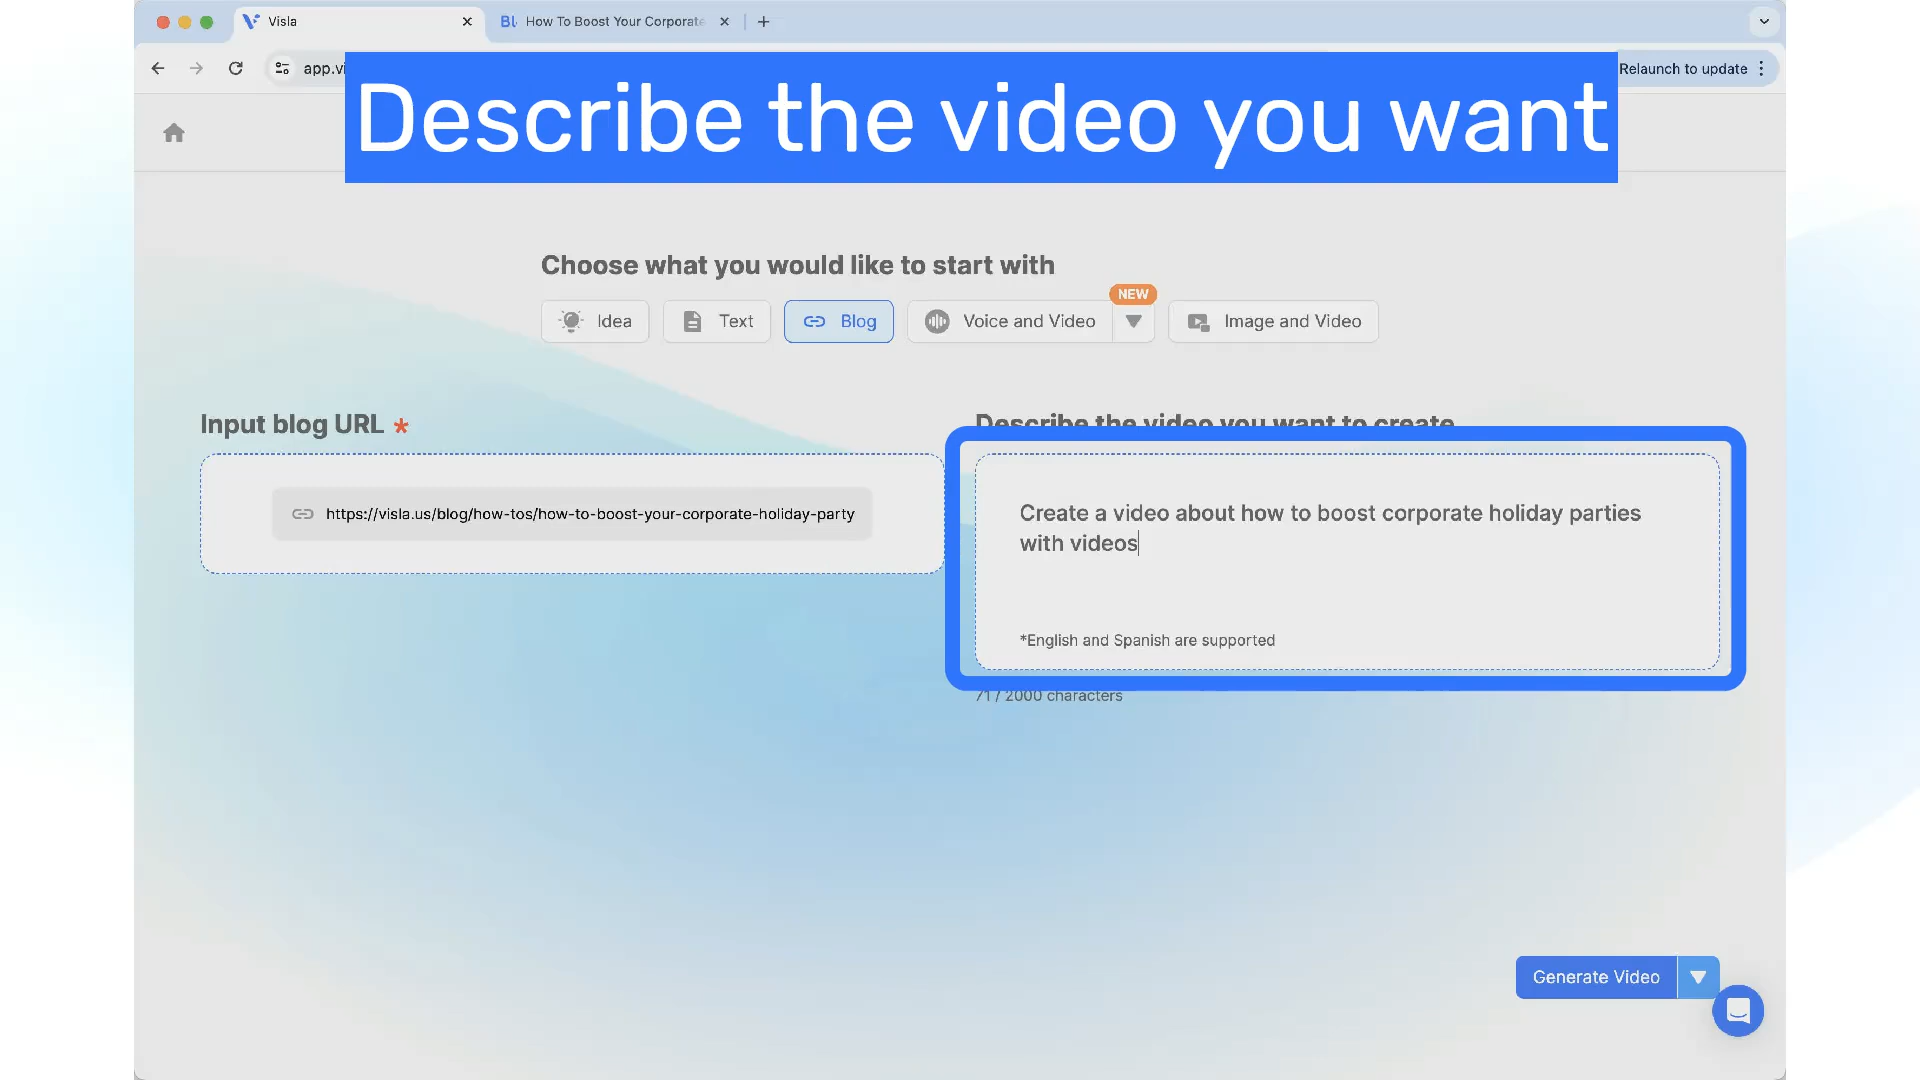 Visla
How To Boost Your Corporate
app.vi
Relaunch to update
Describe the video you want
Choose what you would like to start with
NEW
Idea
Text
Blog
Voice and Video
Image and Video
Input blog URL *
Describe the video you want to create
https://visla.us/blog/how-tos/how-to-boost-your-corporate-holiday-party
Create a video about how to boost corporate holiday parties
with videos
*English and Spanish are supported
71 / 2000 characters
Generate Video